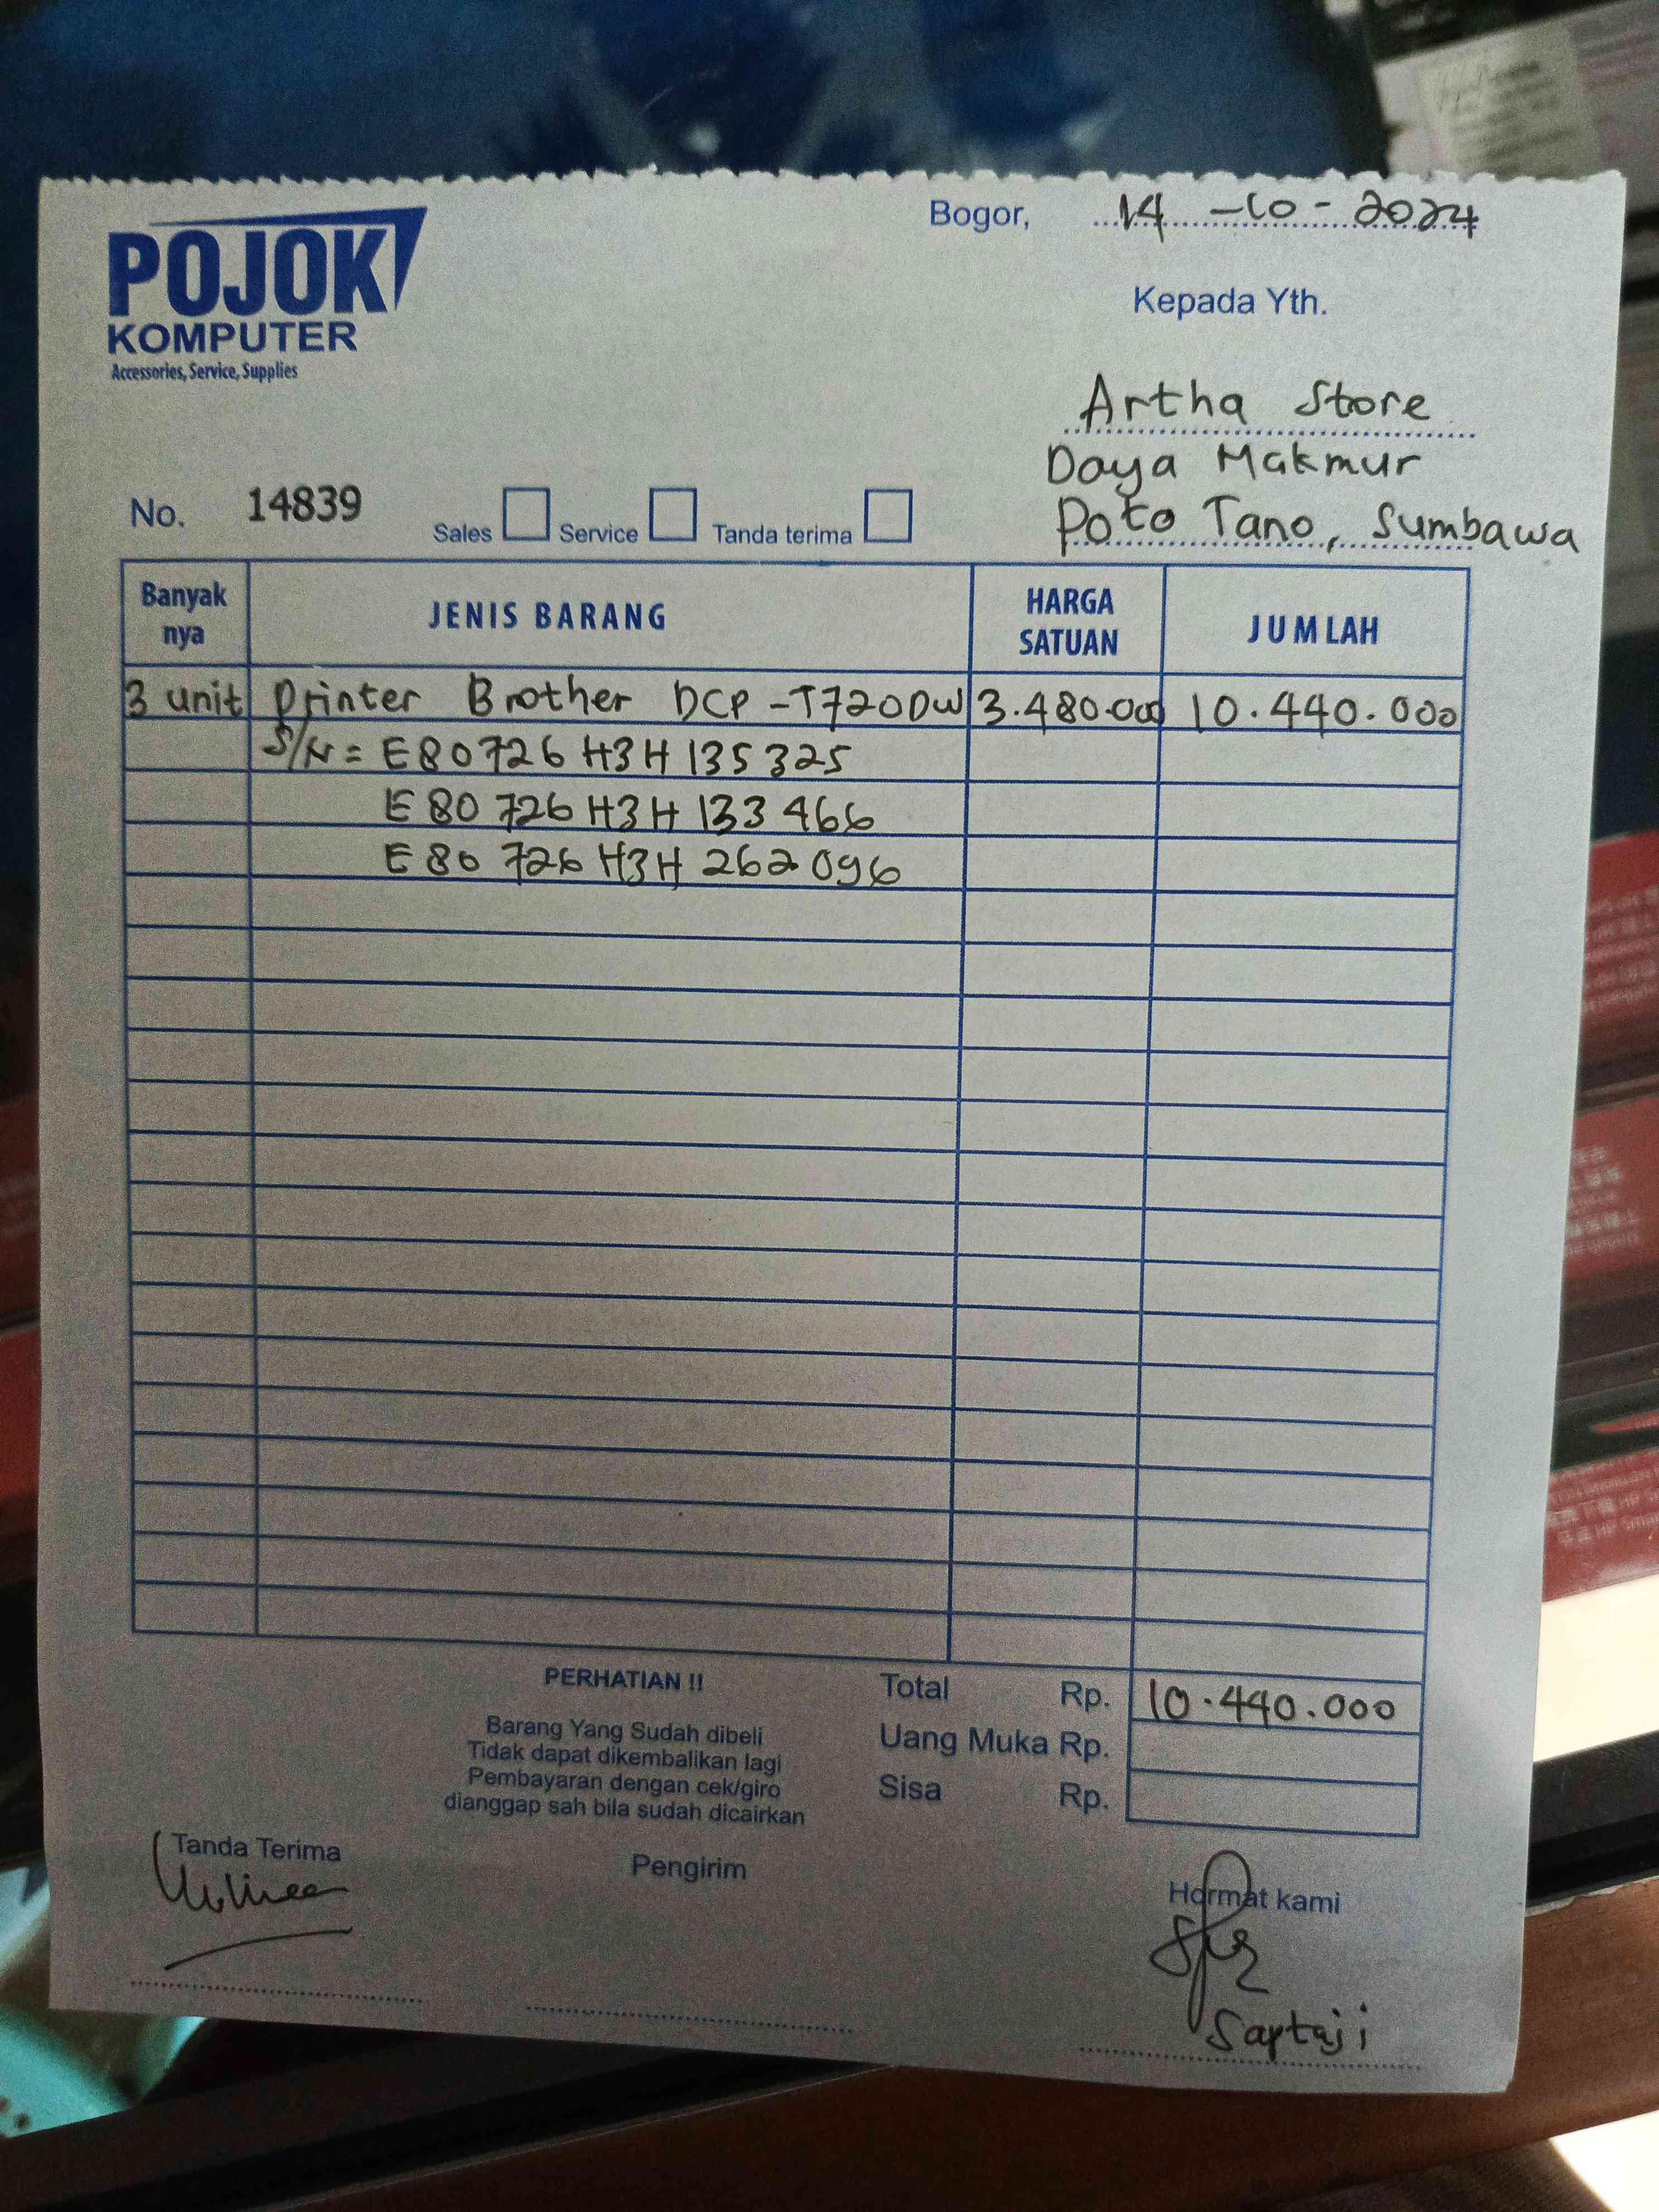 POJOK
KOMPUTER
Accessories, Service, Supplies
Bogor, 14 - 10 - 2024
Kepada Yth.
Artha Store
Daya Makmur
Poto Tano, Sumbawa
No. 14839 Sales Service Tanda terima
Banyak nya JENIS BARANG HARGA SATUAN JUMLAH
3 unit Printer Brother DCP-T720DW 3.480.000 10.440.000
S/N = E80726H3H135325
E80726H3H133466
E80726H3H262096
PERHATIAN !!
Barang Yang Sudah dibeli
Tidak dapat dikembalikan lagi
Pembayaran dengan cek/giro
dianggap sah bila sudah dicairkan
Total Rp. 10.440.000
Uang Muka Rp.
Sisa Rp.
Tanda Terima
Pengirim
Hormat kami
Saptaji